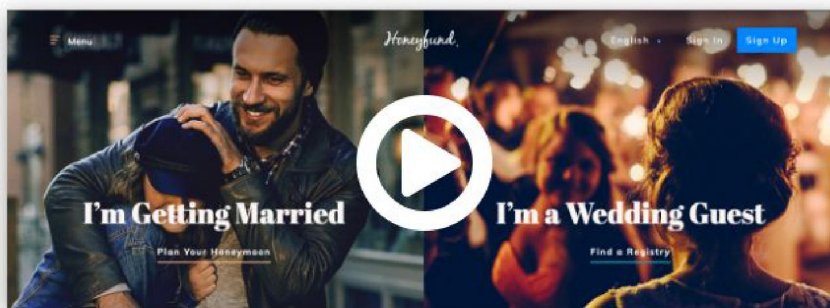 Menu
Honeyfund.
English
Sign In
Sign Up
I'm Getting Married
Plan Your Honeymoon
I'm a Wedding Guest
Find a Registry